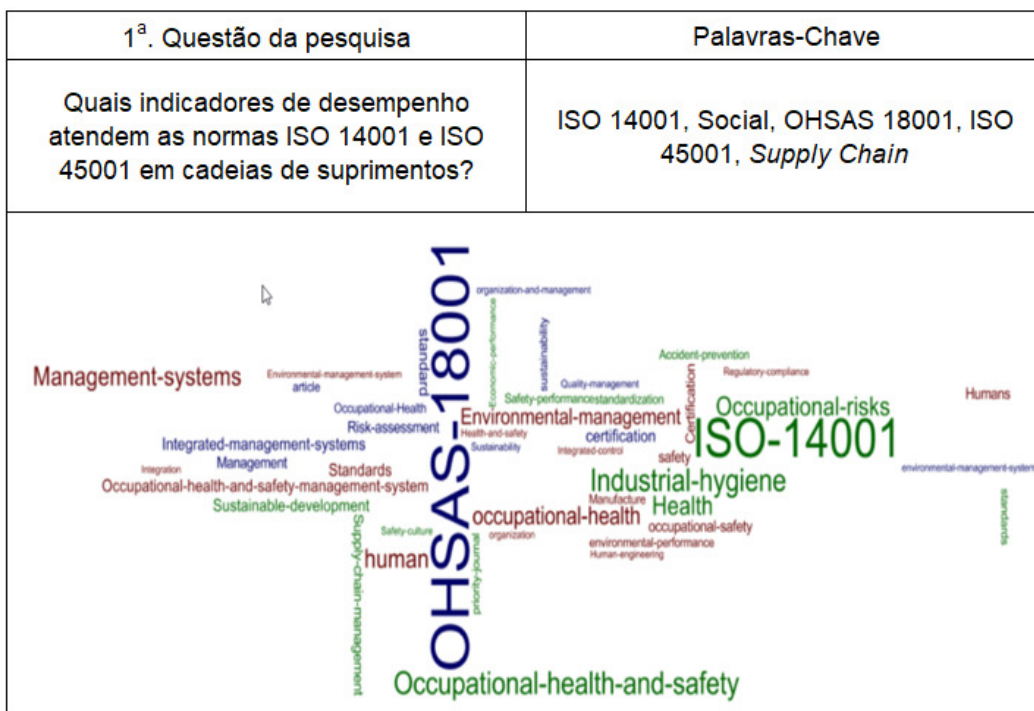 1ª. Questão da pesquisa
Palavras-Chave
Quais indicadores de desempenho
atendem as normas ISO 14001 e ISO
45001 em cadeias de suprimentos?
ISO 14001, Social, OHSAS 18001, ISO
45001, Supply Chain
OHSAS-18001
organization-and-management
standard
Economic-performance
sustainability
Accident-prevention
Management-systems
Environmental-management-system
article
Quality-management
Certification
Regulatory-compliance
Humans
Occupational-Health
Safety-performance
standardization
Occupational-risks
Risk-assessment
Environmental-management
ISO-14001
Integrated-management-systems
Health-and-safety
certification
Sustainability
Integrated-control
safety
Management
Integration
Standards
environmental-management-system
Occupational-health-and-safety-management-system
Industrial-hygiene
Sustainable-development
Manufacture
Health
standards
Supply-chain-management
Safety-culture
occupational-health
occupational-safety
organization
human
priority-journal
environmental-performance
Human-engineering
Occupational-health-and-safety